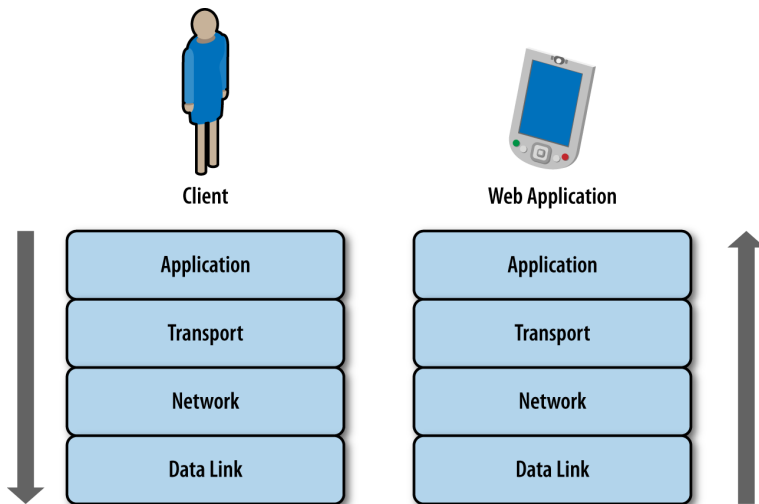 Client
Web Application
Application
Application
Transport
Transport
Network
Network
Data Link
Data Link